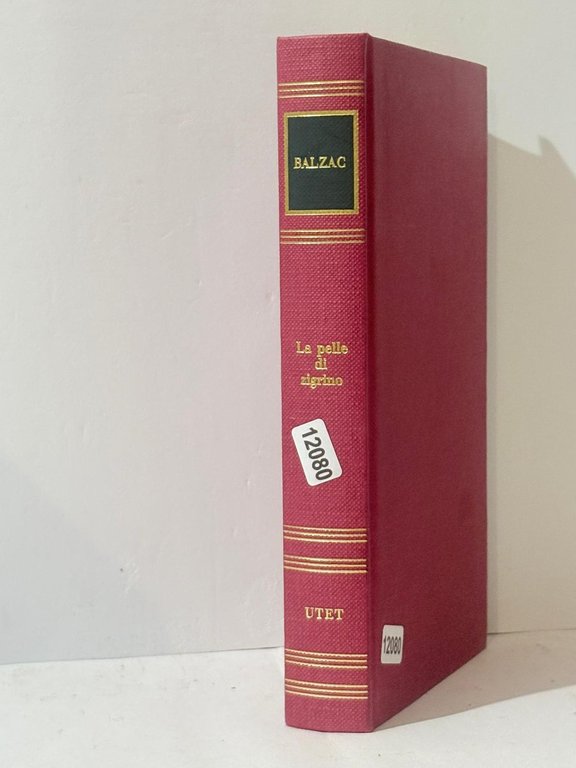 BALZAC
La pelle
di
zigrino
12080
UTET
12080